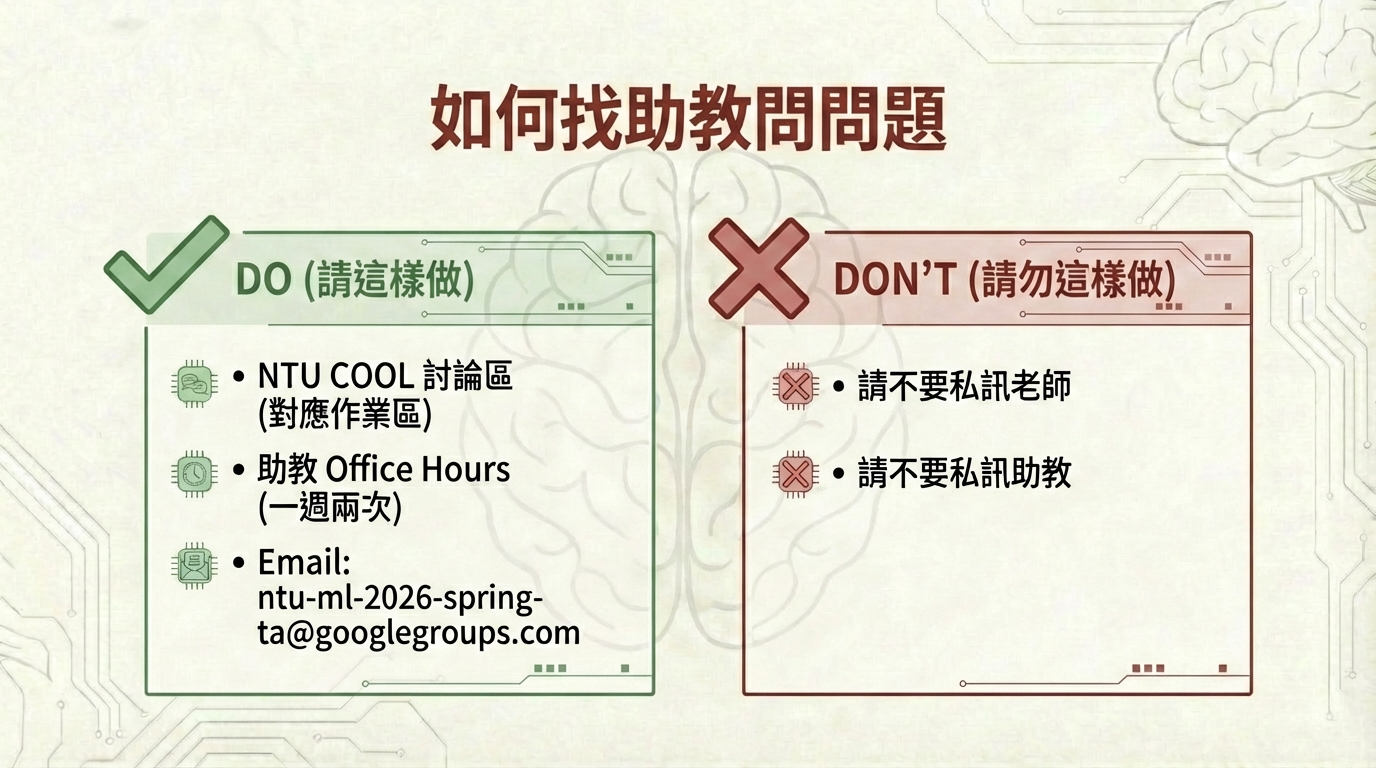 如何找助教問問題
DO (請這樣做)
• NTU COOL 討論區
(對應作業區)
• 助教 Office Hours
(一週兩次)
• Email:
ntu-ml-2026-spring-
ta@googlegroups.com
DON’T (請勿這樣做)
• 請不要私訊老師
• 請不要私訊助教